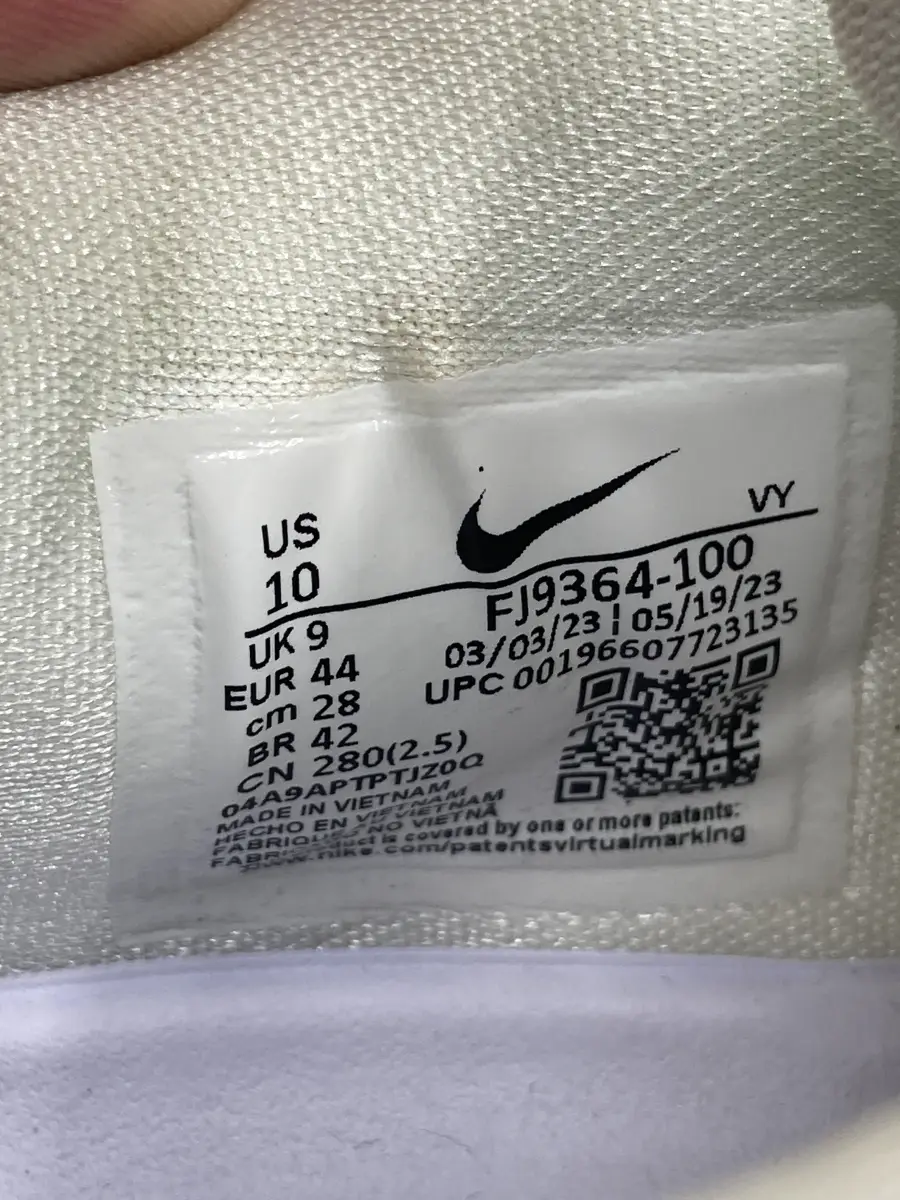 US
10
VY
UK 9
EUR 44
cm 28
BR 42
CN 280(2.5)
FJ9364-100
03/03/23 | 05/19/23
UPC 00196607723135
04A9APTPTJZ0Q
MADE IN VIETNAM
HECHO EN VIETNAM
NO VIETNÃ
is covered by one or more patents:
www.nike.com/patentsvirtualmarking